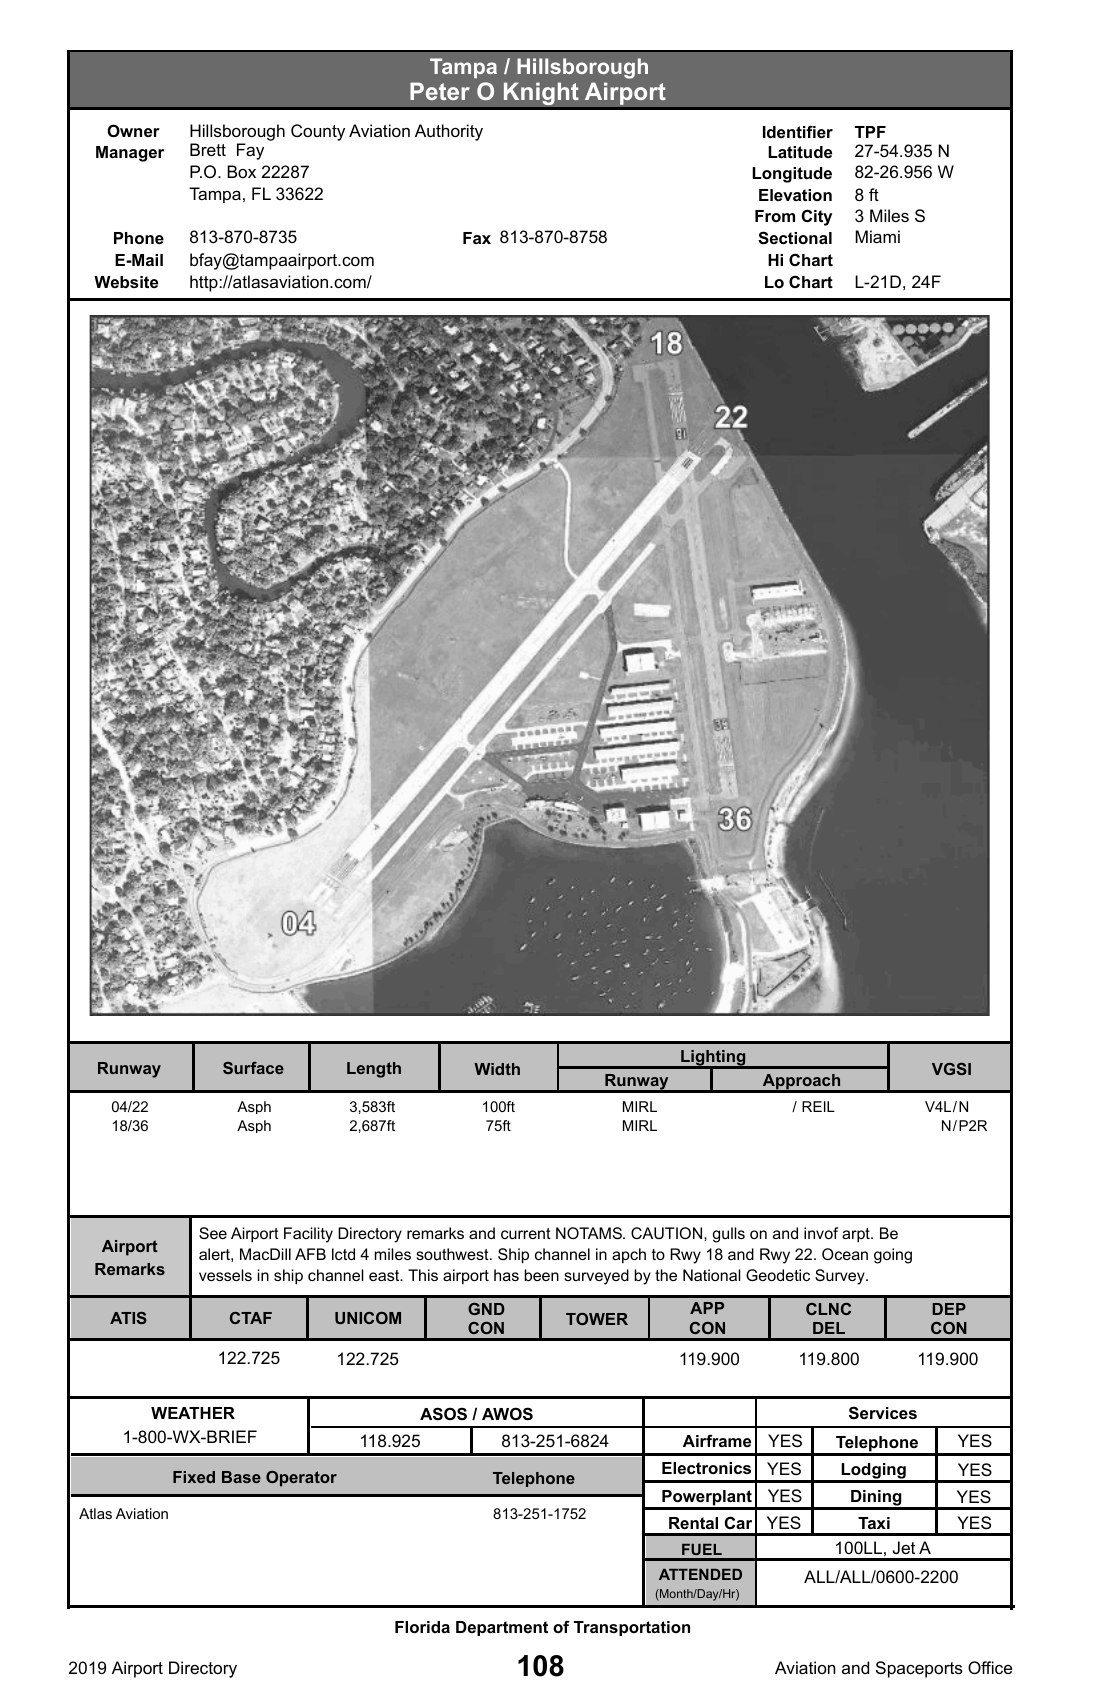 Tampa / Hillsborough
Peter O Knight Airport
Owner Hillsborough County Aviation Authority
Manager Brett Fay
P.O. Box 22287
Tampa, FL 33622
Phone 813-870-8735 Fax 813-870-8758
E-Mail bfay@tampaairport.com
Website http://atlasaviation.com/
Identifier TPF
Latitude 27-54.935 N
Longitude 82-26.956 W
Elevation 8 ft
From City 3 Miles S
Sectional Miami
Hi Chart
Lo Chart L-21D, 24F
18
22
36
04
Runway Surface Length Width Lighting VGSI
Runway Approach
04/22 Asph 3,583ft 100ft MIRL / REIL V4L/N
18/36 Asph 2,687ft 75ft MIRL N/P2R
Airport
Remarks
See Airport Facility Directory remarks and current NOTAMS. CAUTION, gulls on and invof arpt. Be
alert, MacDill AFB lctd 4 miles southwest. Ship channel in apch to Rwy 18 and Rwy 22. Ocean going
vessels in ship channel east. This airport has been surveyed by the National Geodetic Survey.
ATIS CTAF UNICOM GND CON TOWER APP CON CLNC DEL DEP CON
122.725 122.725 119.900 119.800 119.900
WEATHER
1-800-WX-BRIEF
ASOS / AWOS
118.925 813-251-6824
Fixed Base Operator Telephone
Atlas Aviation 813-251-1752
Services
Airframe YES Telephone YES
Electronics YES Lodging YES
Powerplant YES Dining YES
Rental Car YES Taxi YES
FUEL 100LL, Jet A
ATTENDED ALL/ALL/0600-2200
(Month/Day/Hr)
Florida Department of Transportation
2019 Airport Directory 108 Aviation and Spaceports Office